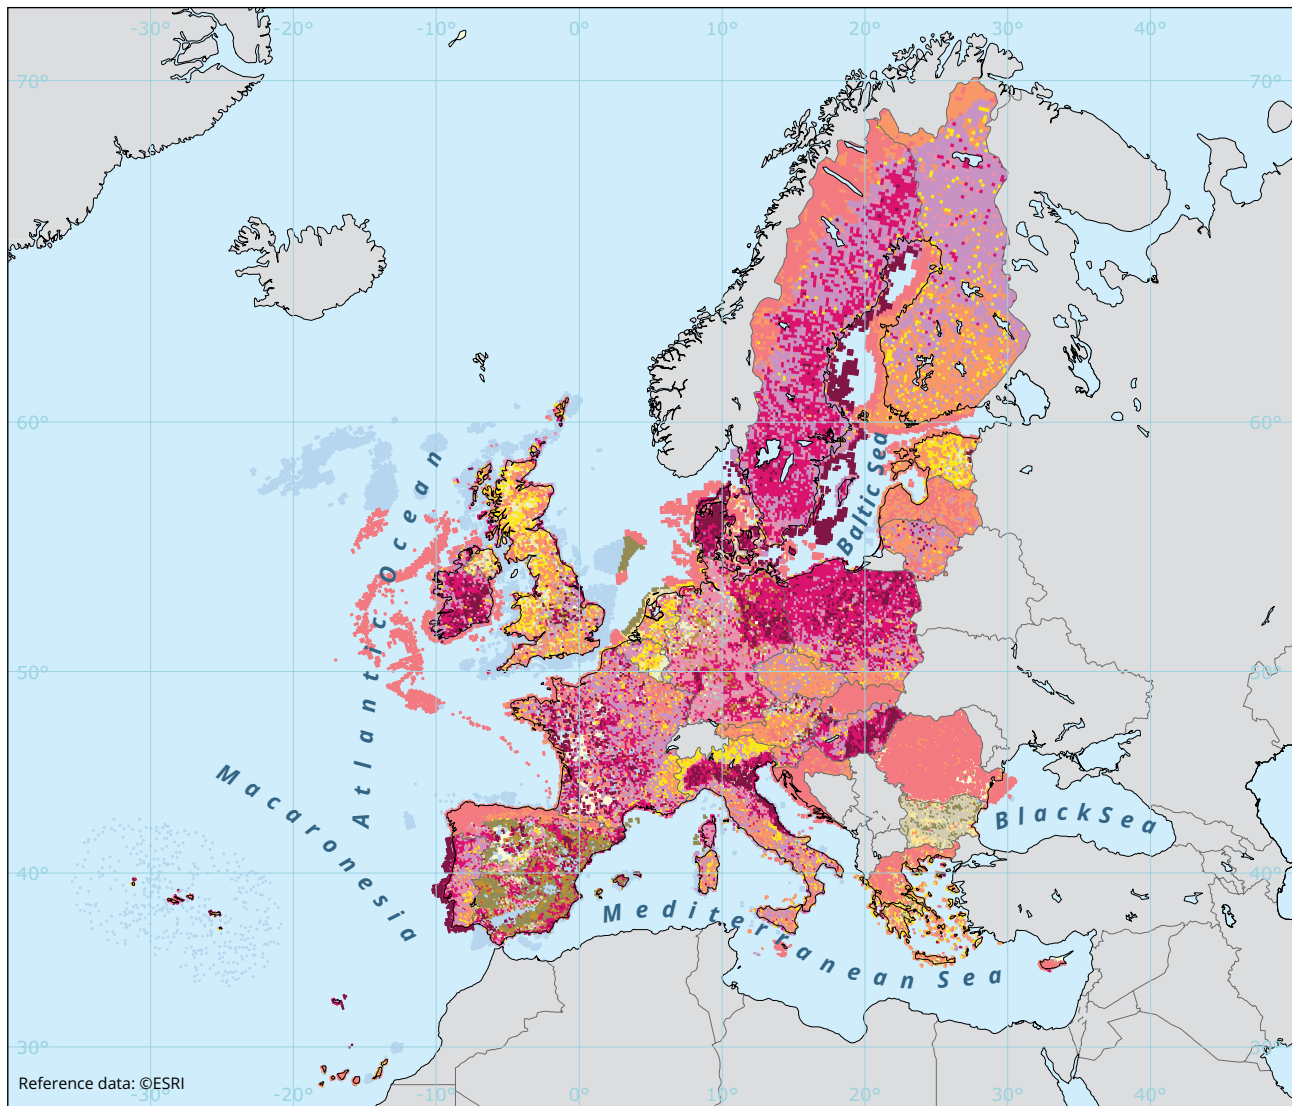 -30° -20° -10° 0° 10° 20° 30° 40°
70° 70°
60° 60°
50° 50°
40° 40°
30° 30°
Atlantic Ocean
Baltic Sea
Macaronesia
Black Sea
Mediterranean Sea
Reference data: ©ESRI
-30° -20° -10° 0° 10° 20° 30° 40°